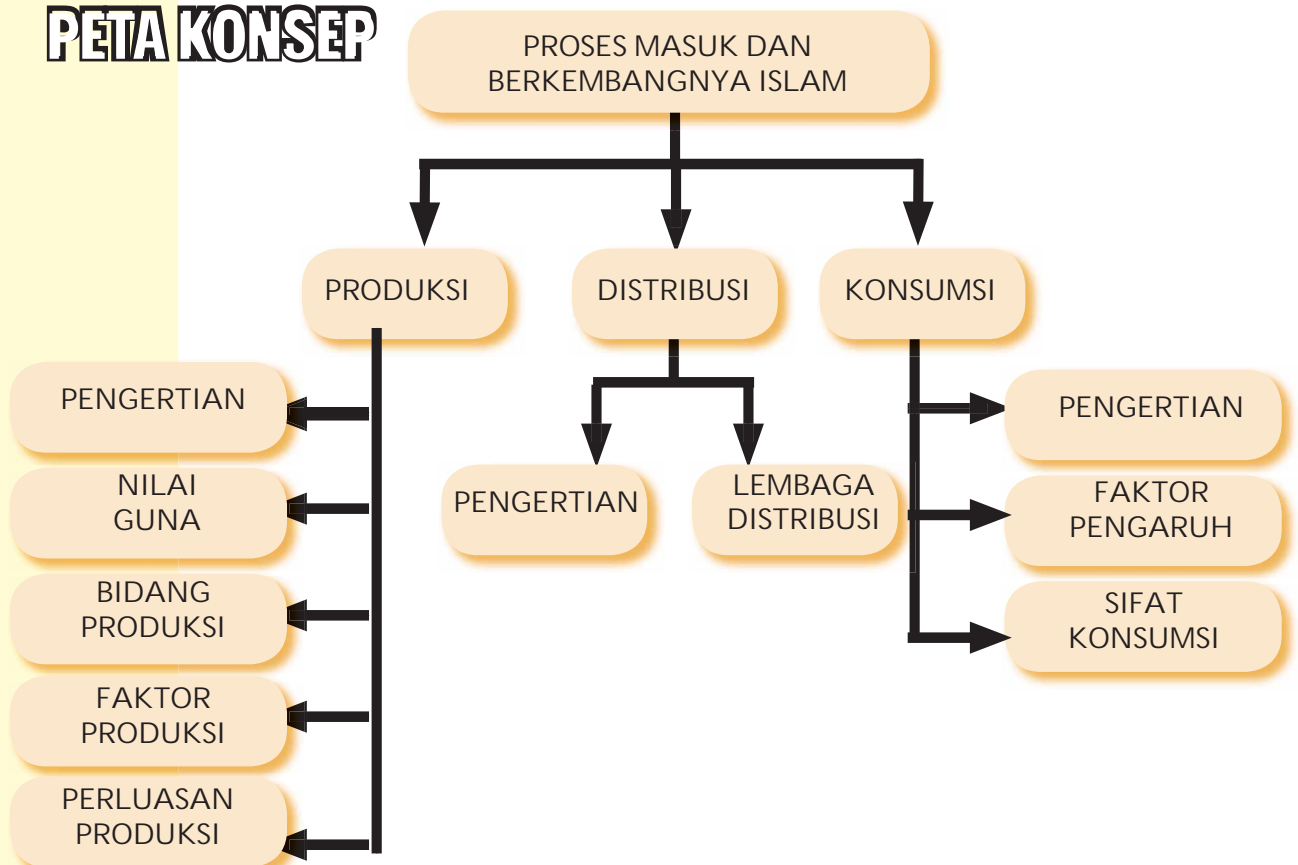 PETA KONSEP
PROSES MASUK DAN
BERKEMBANGNYA ISLAM
PRODUKSI
DISTRIBUSI
KONSUMSI
PENGERTIAN
NILAI
GUNA
BIDANG
PRODUKSI
FAKTOR
PRODUKSI
PERLUASAN
PRODUKSI
PENGERTIAN
LEMBAGA
DISTRIBUSI
PENGERTIAN
FAKTOR
PENGARUH
SIFAT
KONSUMSI